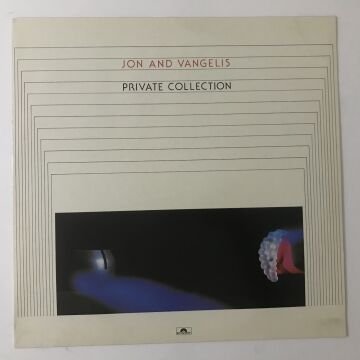 JON AND VANGELIS
PRIVATE COLLECTION